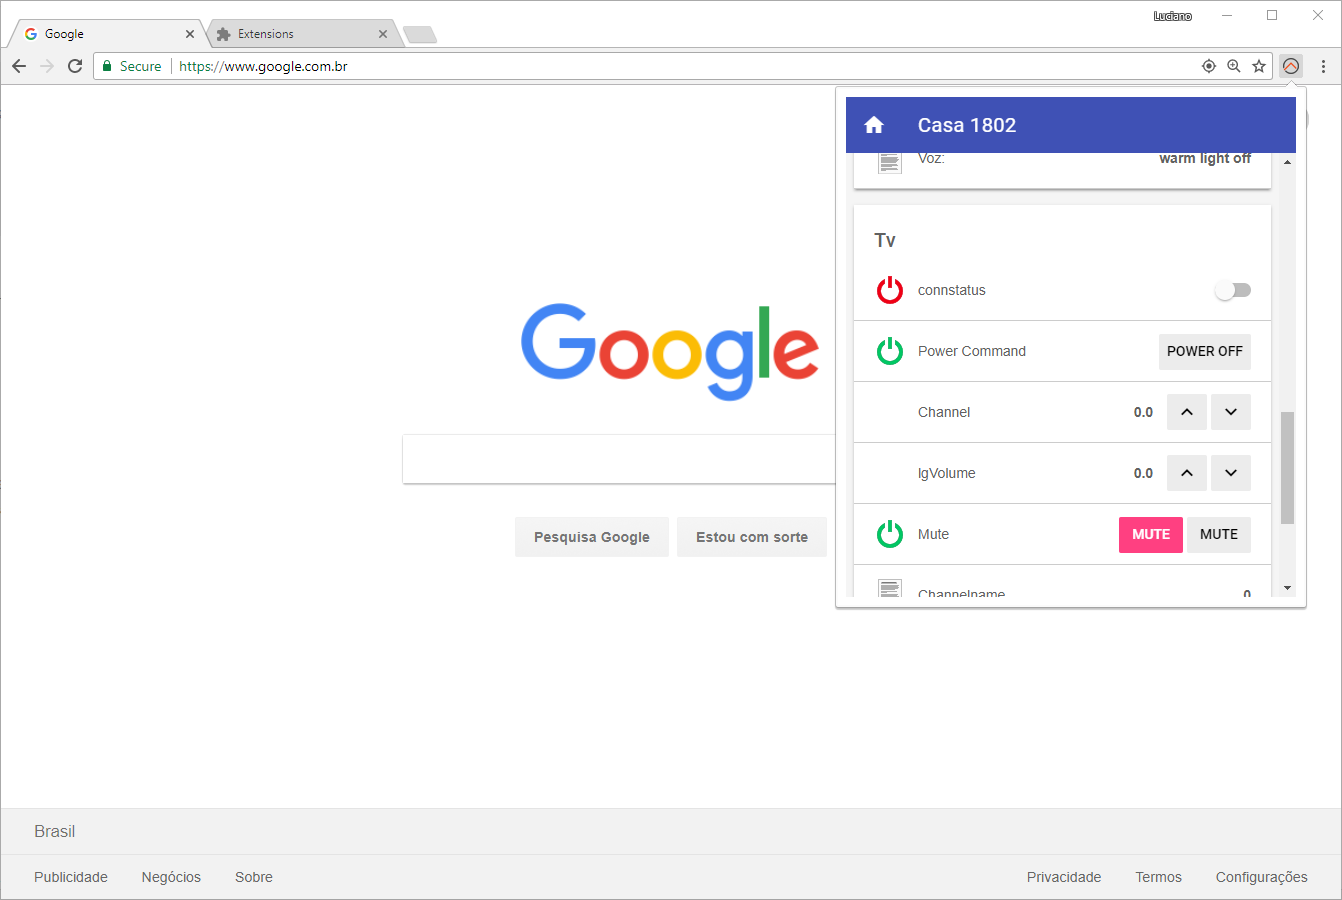 Luciano
Google
Extensions
Secure
https://www.google.com.br
Casa 1802
Voz:
warm light off
Tv
connstatus
Power Command
POWER OFF
Channel
0.0
lgVolume
0.0
Mute
MUTE
MUTE
Channelname
0
Google
Pesquisa Google
Estou com sorte
Brasil
Publicidade
Negócios
Sobre
Privacidade
Termos
Configurações